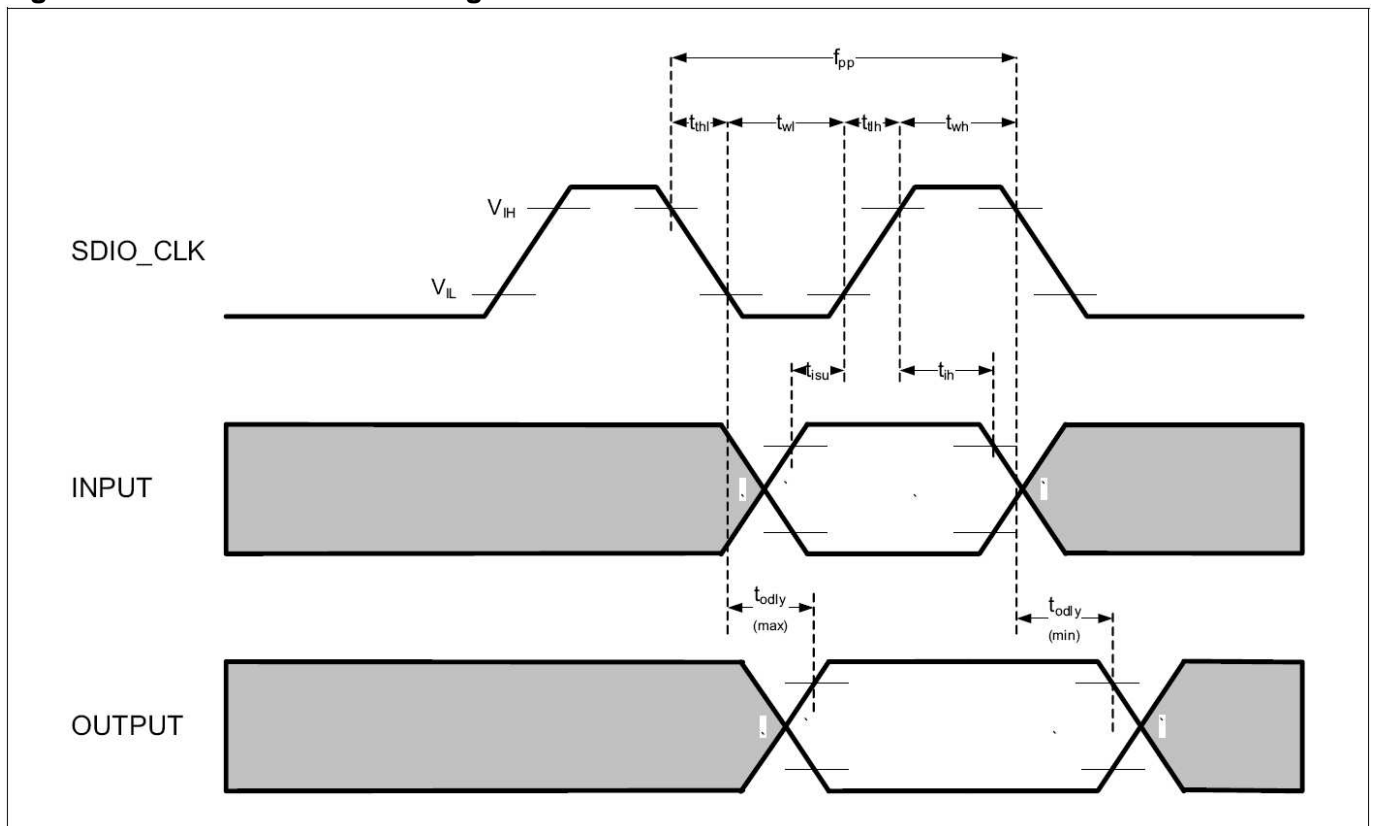 fpp
tthl
twl
ttlh
twh
VIH
SDIO_CLK
VIL
tisu
tih
INPUT
todly
(max)
todly
(min)
OUTPUT